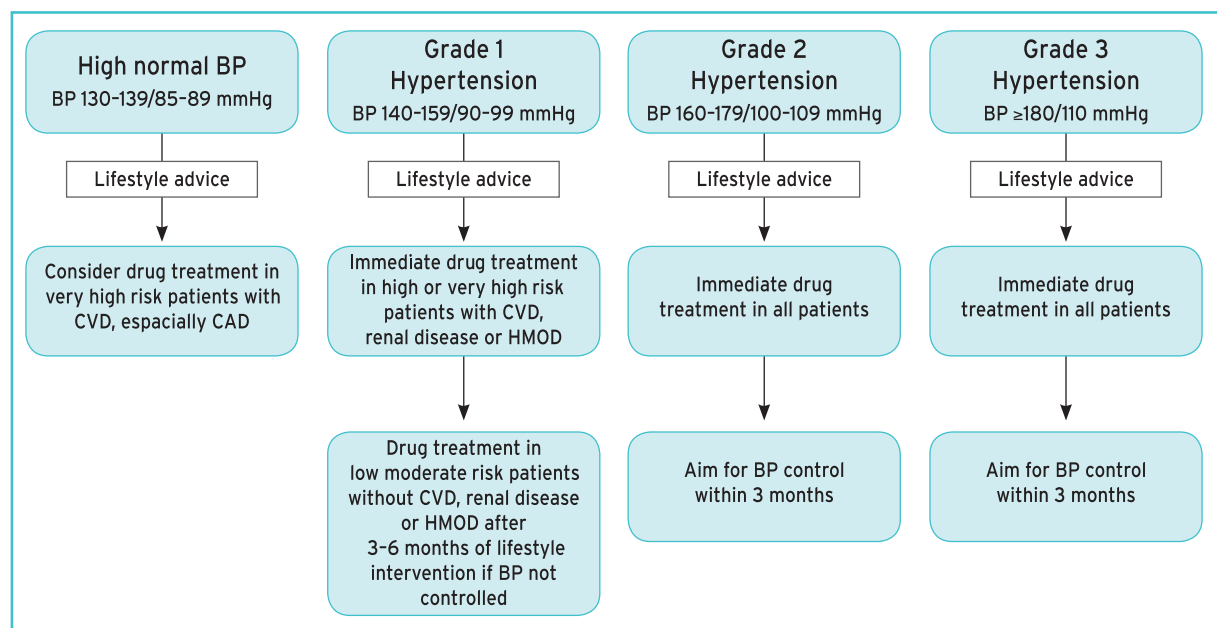 High normal BP
BP 130–139/85–89 mmHg
Lifestyle advice
Consider drug treatment in
very high risk patients with
CVD, espacially CAD
Grade 1
Hypertension
BP 140–159/90–99 mmHg
Lifestyle advice
Immediate drug treatment
in high or very high risk
patients with CVD,
renal disease or HMOD
Drug treatment in
low moderate risk patients
without CVD, renal disease
or HMOD after
3–6 months of lifestyle
intervention if BP not
controlled
Grade 2
Hypertension
BP 160–179/100–109 mmHg
Lifestyle advice
Immediate drug
treatment in all patients
Aim for BP control
within 3 months
Grade 3
Hypertension
BP ≥180/110 mmHg
Lifestyle advice
Immediate drug
treatment in all patients
Aim for BP control
within 3 months